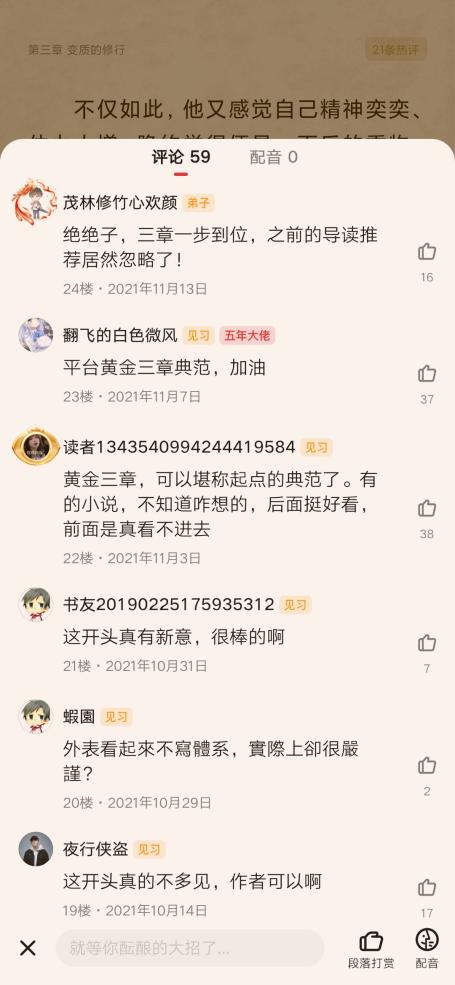 第三章 变质的修行
21条热评
不仅如此，他又感觉自己精神奕奕、
评论 59
配音 0
茂林修竹心欢颜 弟子
绝绝子，三章一步到位，之前的导读推
荐居然忽略了！
16
24楼・2021年11月13日
翻飞的白色微风 见习 五年大佬
平台黄金三章典范，加油
37
23楼・2021年11月7日
读者1343540994244419584 见习
黄金三章，可以堪称起点的典范了。有
的小说，不知道咋想的，后面挺好看，
前面是真看不进去
38
22楼・2021年11月3日
书友20190225175935312 见习
这开头真有新意，很棒的啊
7
21楼・2021年10月31日
蝦園 见习
外表看起來不寫體系，實際上卻很嚴
謹？
2
20楼・2021年10月29日
夜行侠盗 见习
这开头真的不多见，作者可以啊
17
19楼・2021年10月14日
就等你酝酿的大招了...
段落打赏
配音